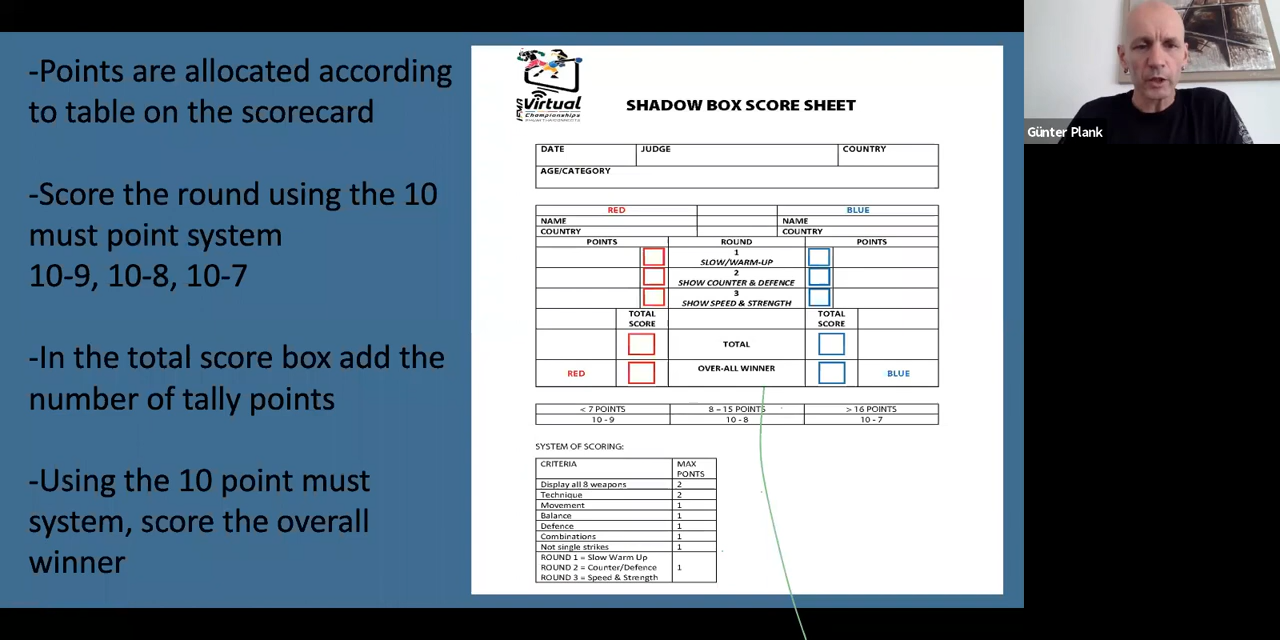 -Points are allocated according
to table on the scorecard
-Score the round using the 10
must point system
10-9, 10-8, 10-7
-In the total score box add the
number of tally points
-Using the 10 point must
system, score the overall
winner
IFMA
Virtual
Championships
SHADOW BOX SCORE SHEET
DATE JUDGE COUNTRY
AGE/CATEGORY
RED BLUE
NAME NAME
COUNTRY COUNTRY
POINTS ROUND POINTS
1
SLOW/WARM-UP
2
SHOW COUNTER & DEFENCE
3
SHOW SPEED & STRENGTH
TOTAL SCORE TOTAL SCORE
TOTAL
RED OVER-ALL WINNER BLUE
< 7 POINTS 8 – 15 POINTS > 16 POINTS
10 - 9 10 - 8 10 - 7
SYSTEM OF SCORING:
CRITERIA MAX PONTS
Display all 8 weapons 2
Technique 2
Movement 1
Balance 1
Defence 1
Combinations 1
Not single strikes 1
ROUND 1 = Slow Warm Up
ROUND 2 = Counter/Defence 1
ROUND 3 = Speed & Strength
Günter Plank